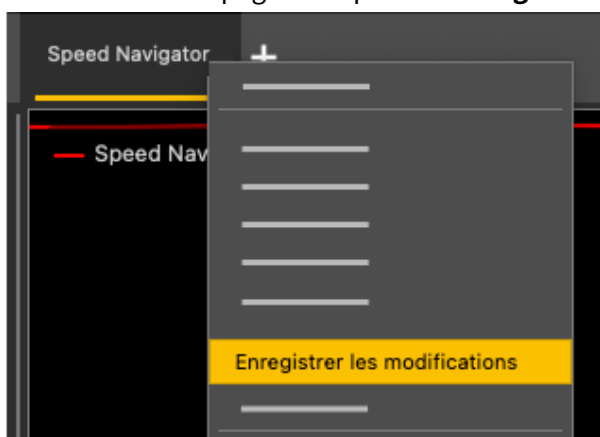 Speed Navigator +
Speed Nav
Enregistrer les modifications